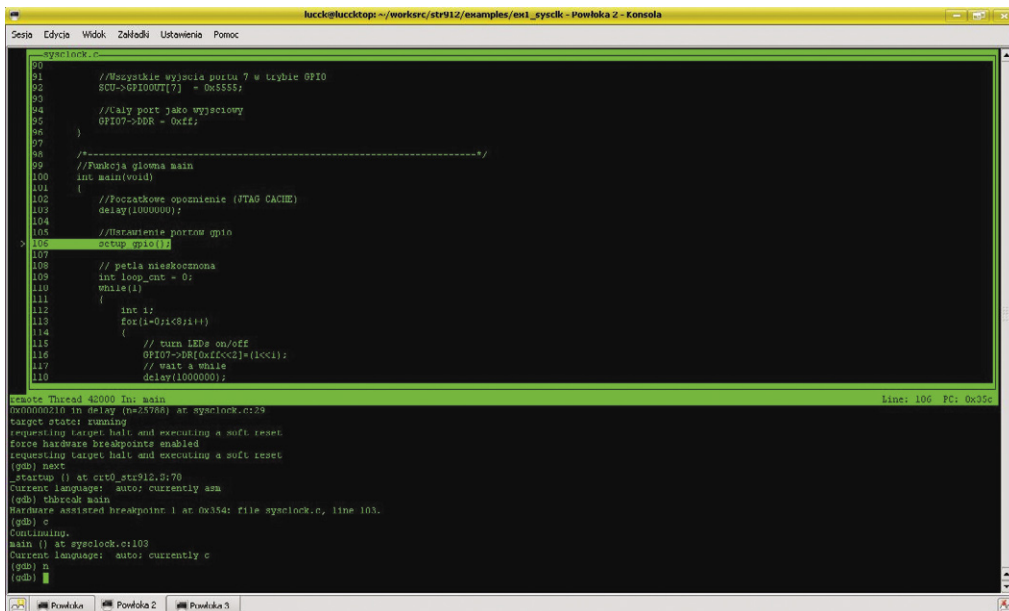 lucck@luccktop: ~/worksrc/str912/examples/ex1_sysclk - Powłoka 2 - Konsola
Sesja Edycja Widok Zakładki Ustawienia Pomoc
sysclock.c
90
91 //Wszystkie wyjscia portu 7 w trybie GPIO
92 SCU->GPIOOUT[7] = 0x5555;
93
94 //Caly port jako wyjsciowy
95 GPIO7->DDR = 0xff;
96 }
97
98 /*----------------------------------------------------------------------*/
99 //Funkcja glowna main
100 int main(void)
101 {
102 //Poczatkowe opoznienie (JTAG CACHE)
103 delay(1000000);
104
105 //Ustawienie portow gpio
> 106 setup_gpio();
107
108 // petla nieskocznona
109 int loop_cnt = 0;
110 while(1)
111 {
112 int i;
113 for(i=0;i<8;i++)
114 {
115 // turn LEDs on/off
116 GPIO7->DR[0xff<<2]=(1<<i);
117 // wait a while
118 delay(1000000);
remote Thread 42000 In: main Line: 106 PC: 0x35c
0x00000210 in delay (n=25788) at sysclock.c:29
target state: running
requesting target halt and executing a soft reset
force hardware breakpoints enabled
requesting target halt and executing a soft reset
(gdb) next
_startup () at crt0_str912.S:70
Current language: auto; currently asm
(gdb) thbreak main
Hardware assisted breakpoint 1 at 0x354: file sysclock.c, line 103.
(gdb) c
Continuing.
main () at sysclock.c:103
Current language: auto; currently c
(gdb) n
(gdb)
Powłoka Powłoka 2 Powłoka 3